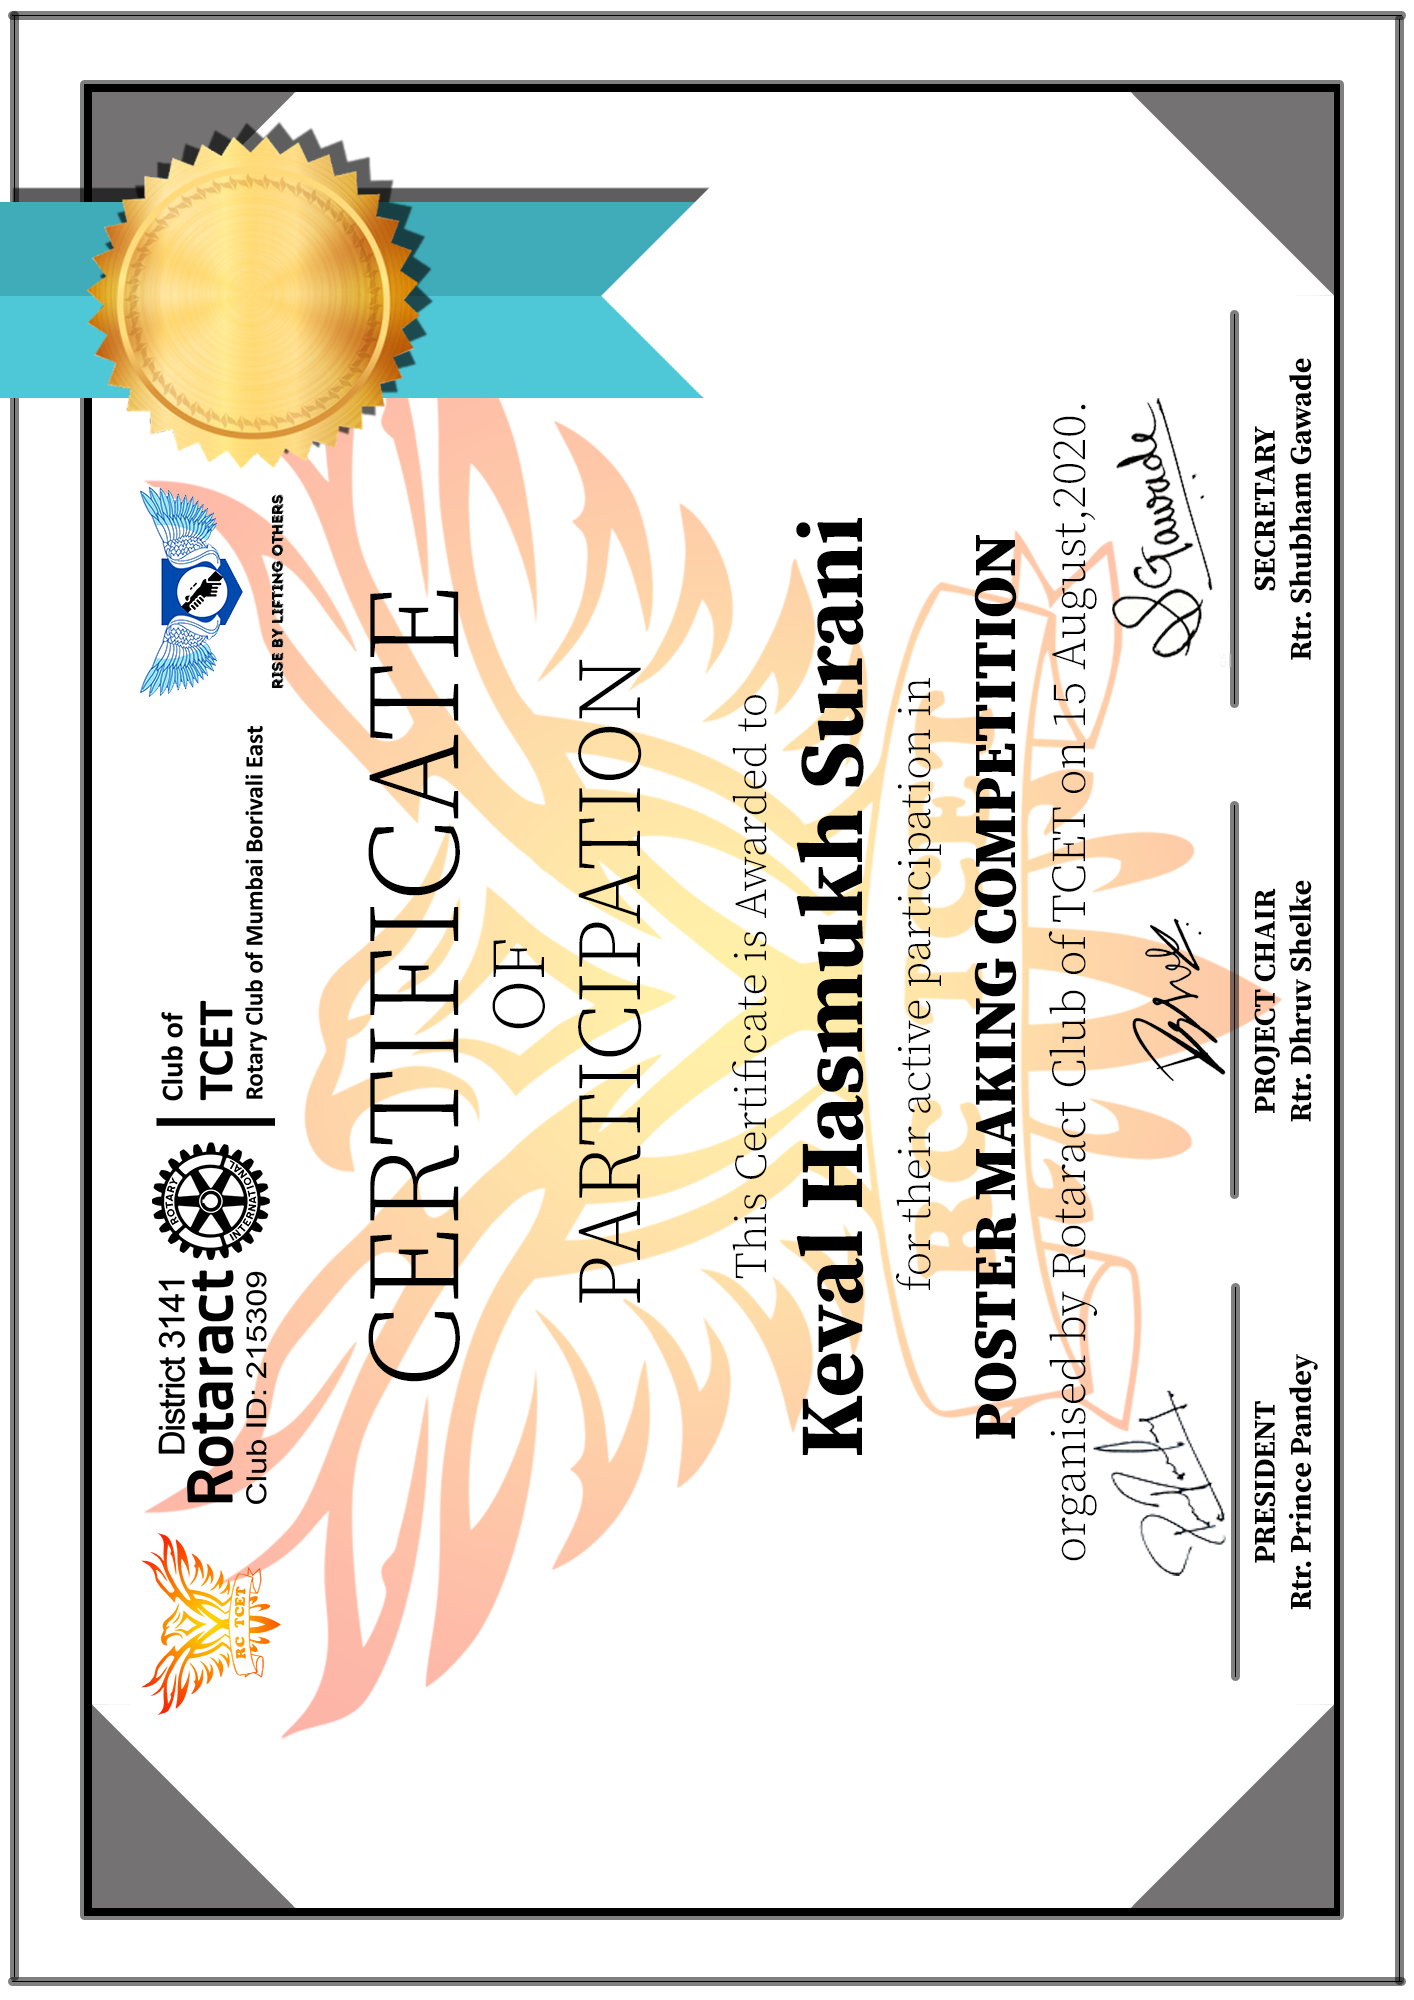 RC TCET
District 3141
Rotaract
Club ID: 215309
ROTARY
INTERNATIONAL
Club of
TCET
Rotary Club of Mumbai Borivali East
RISE BY LIFTING OTHERS
CERTIFICATE
OF
PARTICIPATION
This Certificate is Awarded to
Keval Hasmukh Surani
for their active participation in
RC TCET
POSTER MAKING COMPETITION
organised by Rotaract Club of TCET on 15 August,2020.
SGawade
PRESIDENT
Rtr. Prince Pandey
PROJECT CHAIR
Rtr. Dhruv Shelke
SECRETARY
Rtr. Shubham Gawade